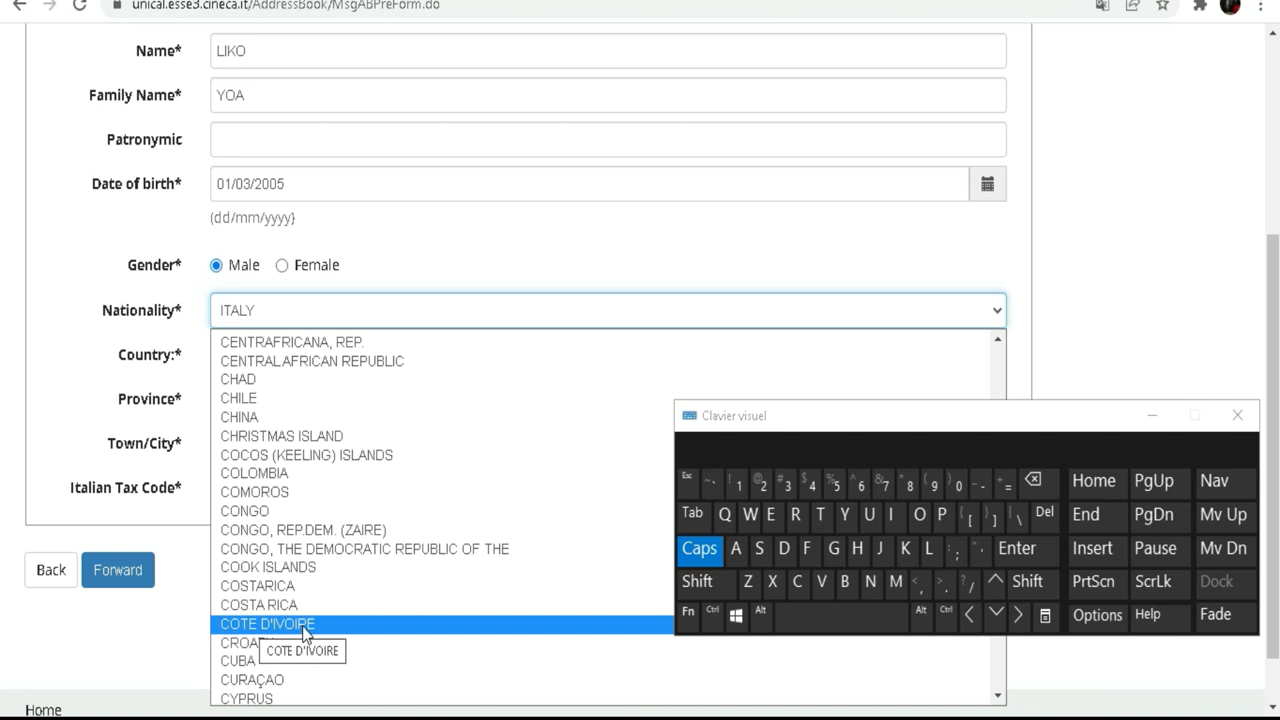 unical.esse3.cineca.it/AddressBook/MsgABPreForm.do
Name* LIKO
Family Name* YOA
Patronymic
Date of birth* 01/03/2005
(dd/mm/yyyy}
Gender* Male Female
Nationality* ITALY
Country:*
Province*
Town/City*
Italian Tax Code*
CENTRAFRICANA, REP.
CENTRALAFRICAN REPUBLIC
CHAD
CHILE
CHINA
CHRISTMAS ISLAND
COCOS (KEELING) ISLANDS
COLOMBIA
COMOROS
CONGO
CONGO, REP.DEM. (ZAIRE)
CONGO, THE DEMOCRATIC REPUBLIC OF THE
COOK ISLANDS
COSTARICA
COSTA RICA
COTE D'IVOIRE
COTE D'IVOIRE
CUBA
CURAÇAO
CYPRUS
Back Forward
Home
Clavier visuel
Esc ~ ` ! 1 @ 2 # 3 $ 4 % 5 ^ 6 & 7 * 8 ( 9 ) 0 _ - + = Home PgUp Nav
Tab Q W E R T Y U I O P { [ } ] | \ Del End PgDn Mv Up
Caps A S D F G H J K L : ; " ' Enter Insert Pause Mv Dn
Shift Z X C V B N M < , > . ? / Shift PrtScn ScrLk Dock
Fn Ctrl Alt Alt Ctrl Options Help Fade